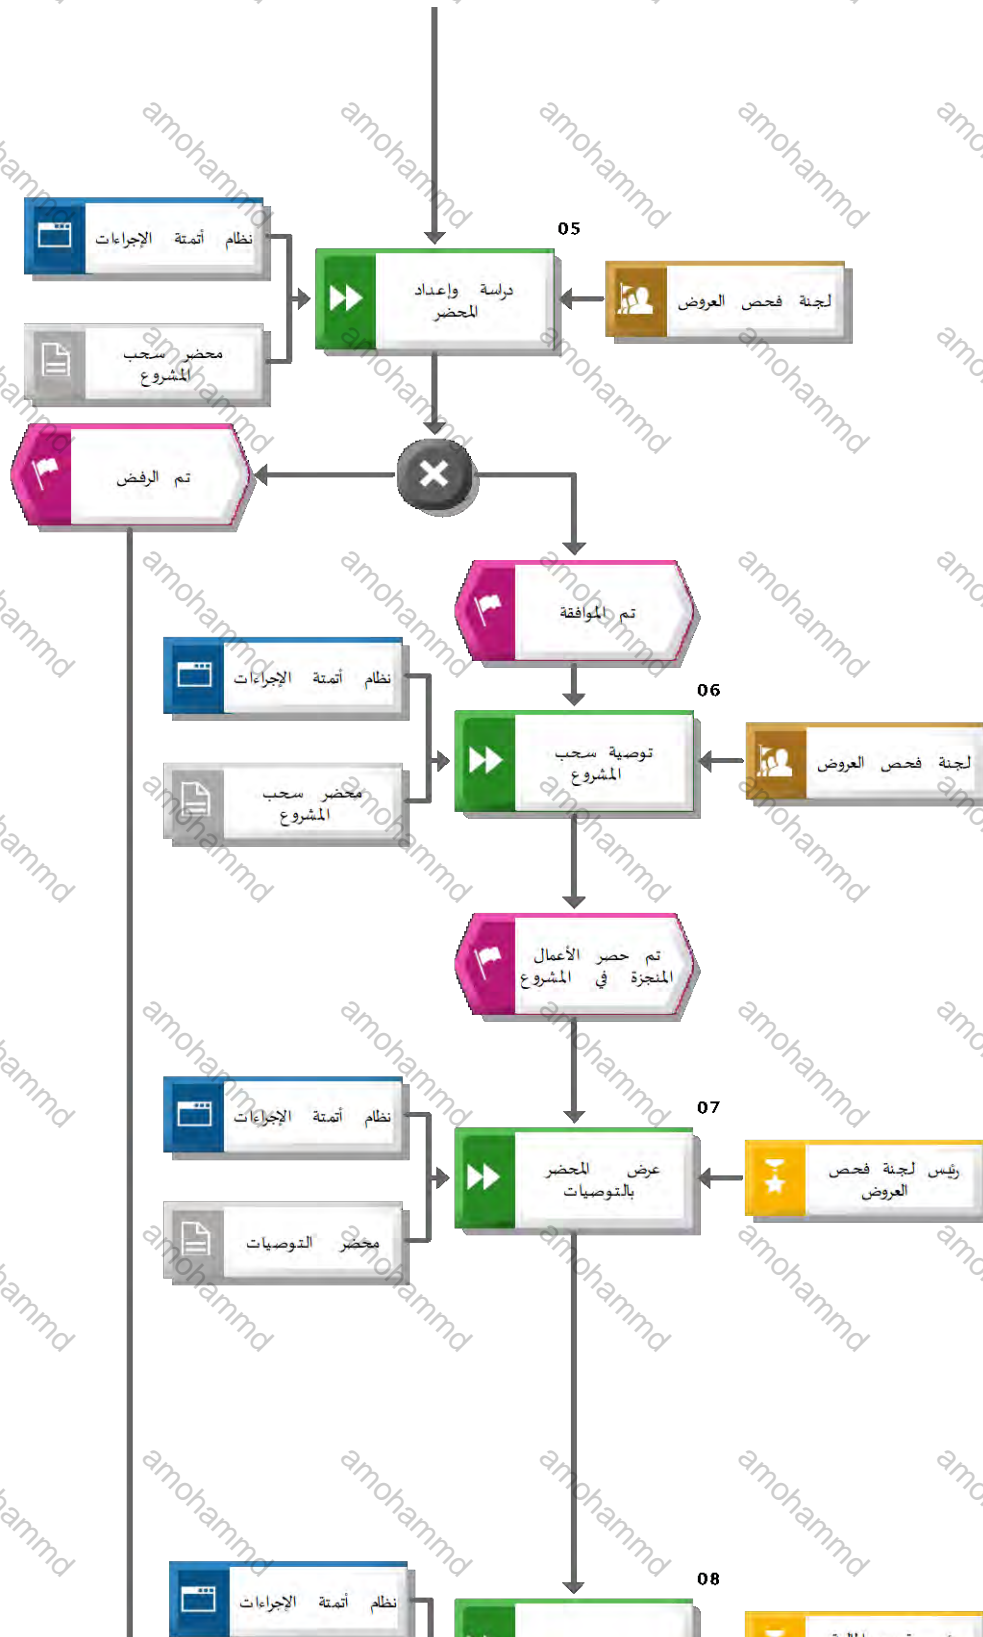 05
نظام أتمتة الإجراءات
دراسة وإعداد
المحضر
لجنة فحص العروض
محضر سحب
المشروع
تم الرفض
تم الموافقة
06
نظام أتمتة الإجراءات
توصية سحب
المشروع
لجنة فحص العروض
محضر سحب
المشروع
تم حصر الأعمال
المنجزة في المشروع
07
نظام أتمتة الإجراءات
عرض المحضر
بالتوصيات
رئيس لجنة فحص
العروض
محضر التوصيات
08
نظام أتمتة الإجراءات
amohammd